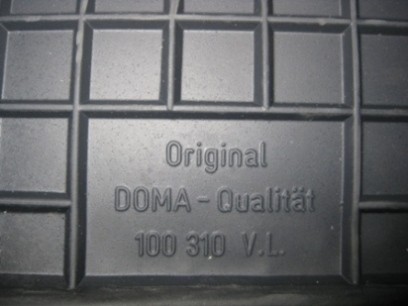 Original
DOMA - Qualität
100 310 V.L.